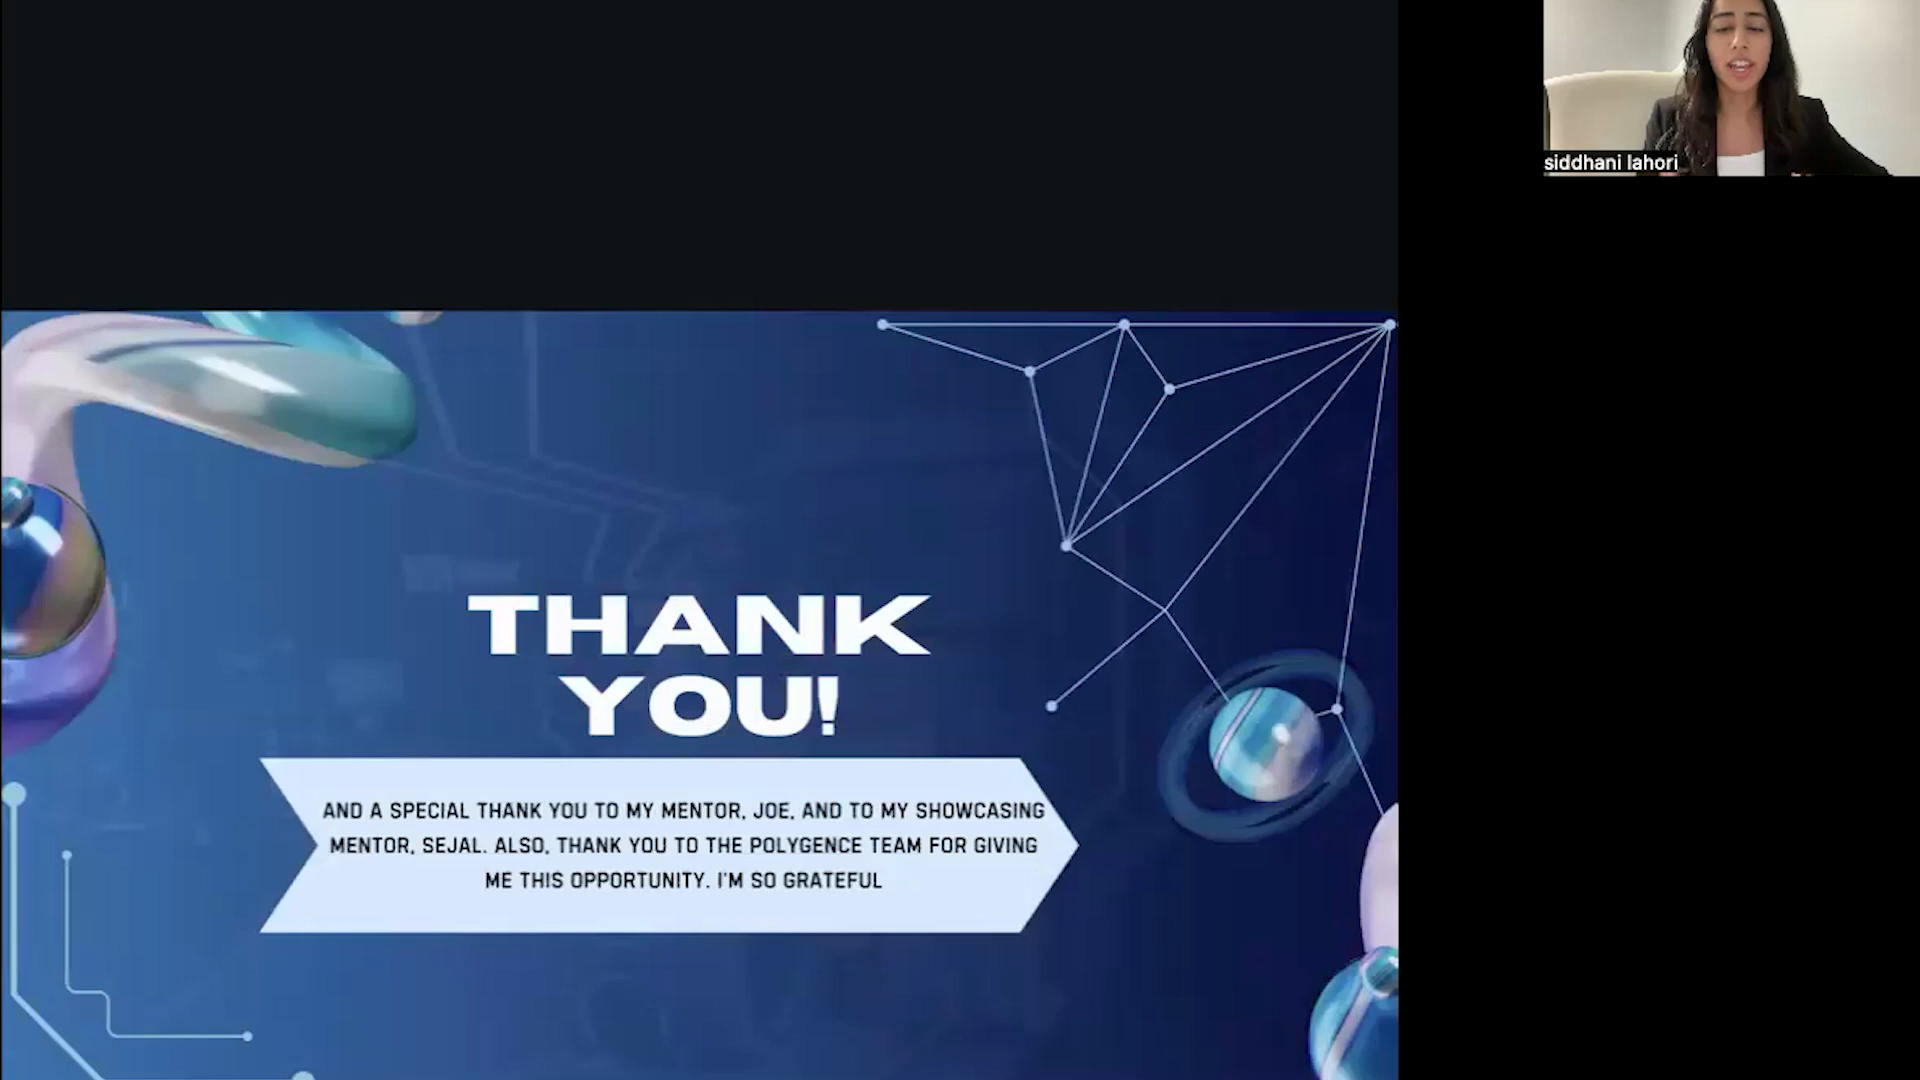 siddhani lahori
THANK
YOU!
AND A SPECIAL THANK YOU TO MY MENTOR, JOE, AND TO MY SHOWCASING
MENTOR, SEJAL. ALSO, THANK YOU TO THE POLYGENCE TEAM FOR GIVING
ME THIS OPPORTUNITY. I'M SO GRATEFUL